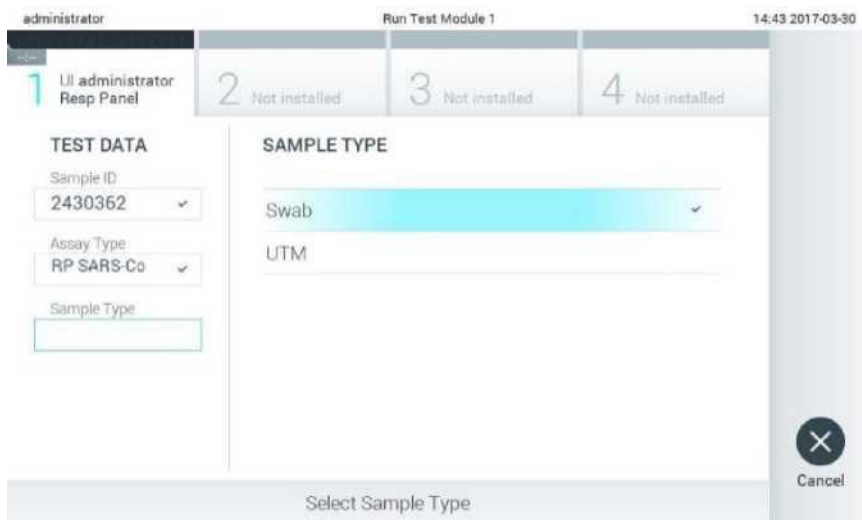 administrator
Run Test Module 1
14:43 2017-03-30
1 UI administrator
Resp Panel
2 Not installed
3 Not installed
4 Not installed
TEST DATA
Sample ID
2430362
Assay Type
RP SARS-Co
Sample Type
SAMPLE TYPE
Swab
UTM
Cancel
Select Sample Type